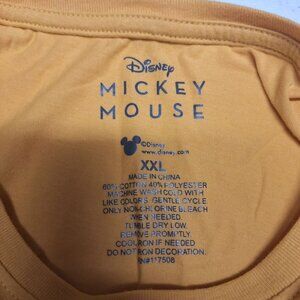 Disney
MICKEY
MOUSE
©Disney
www.disney.com
XXL
MADE IN CHINA
60% COTTON 40% POLYESTER
MACHINE WASH COLD WITH
LIKE COLORS. GENTLE CYCLE
ONLY NON-CHLORINE BLEACH
WHEN NEEDED.
TUMBLE DRY LOW.
REMOVE PROMPTLY.
COOL IRON IF NEEDED
DO NOT IRON DECORATION.
RN#117508